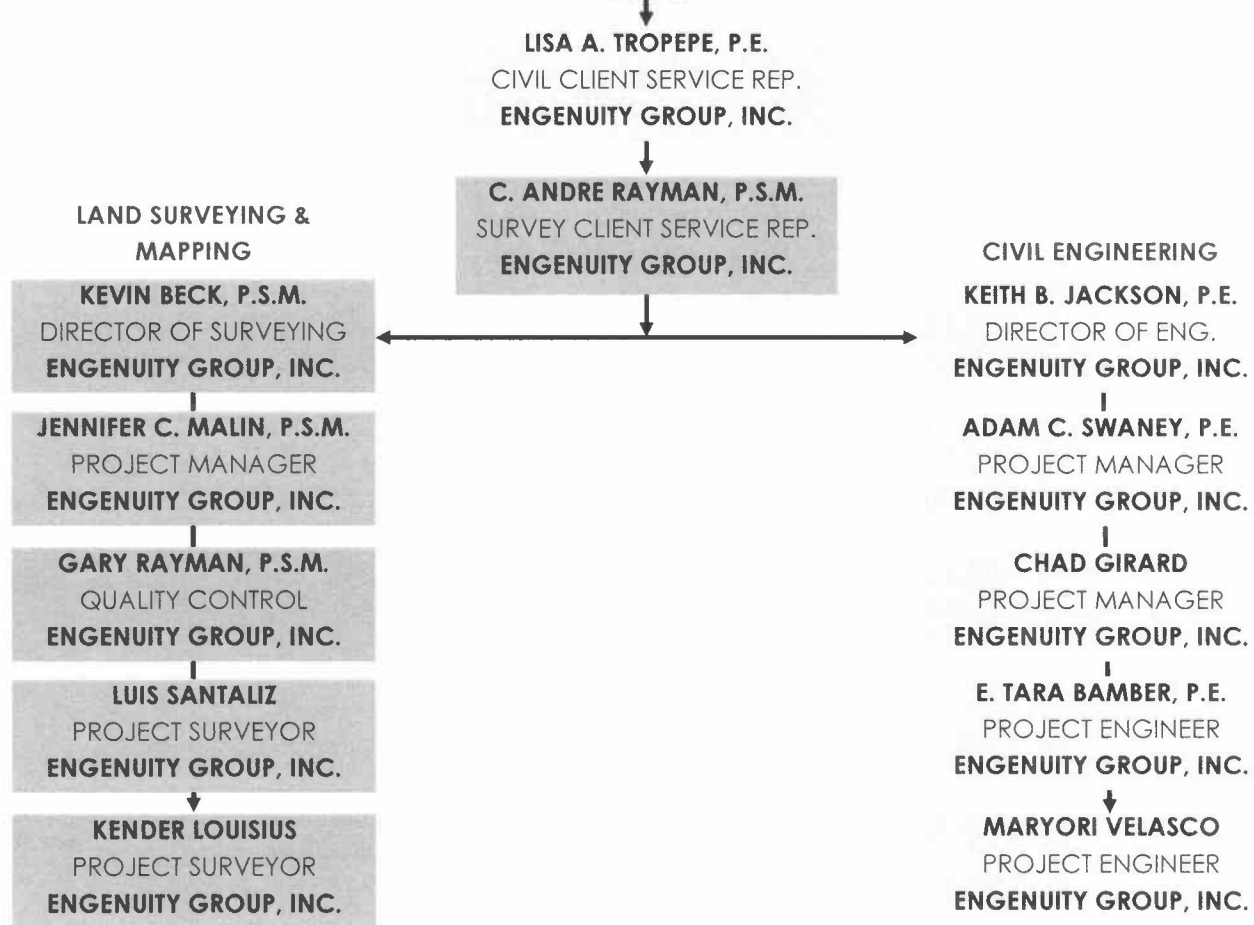 LISA A. TROPEPE, P.E.
CIVIL CLIENT SERVICE REP.
ENGENUITY GROUP, INC.
C. ANDRE RAYMAN, P.S.M.
SURVEY CLIENT SERVICE REP.
ENGENUITY GROUP, INC.
LAND SURVEYING &
MAPPING
KEVIN BECK, P.S.M.
DIRECTOR OF SURVEYING
ENGENUITY GROUP, INC.
JENNIFER C. MALIN, P.S.M.
PROJECT MANAGER
ENGENUITY GROUP, INC.
GARY RAYMAN, P.S.M.
QUALITY CONTROL
ENGENUITY GROUP, INC.
LUIS SANTALIZ
PROJECT SURVEYOR
ENGENUITY GROUP, INC.
KENDER LOUISIUS
PROJECT SURVEYOR
ENGENUITY GROUP, INC.
CIVIL ENGINEERING
KEITH B. JACKSON, P.E.
DIRECTOR OF ENG.
ENGENUITY GROUP, INC.
ADAM C. SWANEY, P.E.
PROJECT MANAGER
ENGENUITY GROUP, INC.
CHAD GIRARD
PROJECT MANAGER
ENGENUITY GROUP, INC.
E. TARA BAMBER, P.E.
PROJECT ENGINEER
ENGENUITY GROUP, INC.
MARYORI VELASCO
PROJECT ENGINEER
ENGENUITY GROUP, INC.